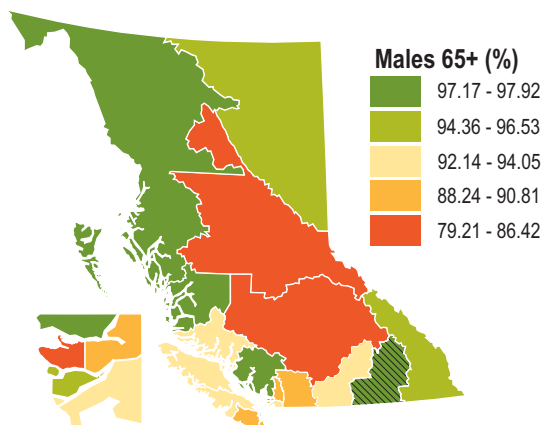 Males 65+ (%)
97.17 - 97.92
94.36 - 96.53
92.14 - 94.05
88.24 - 90.81
79.21 - 86.42